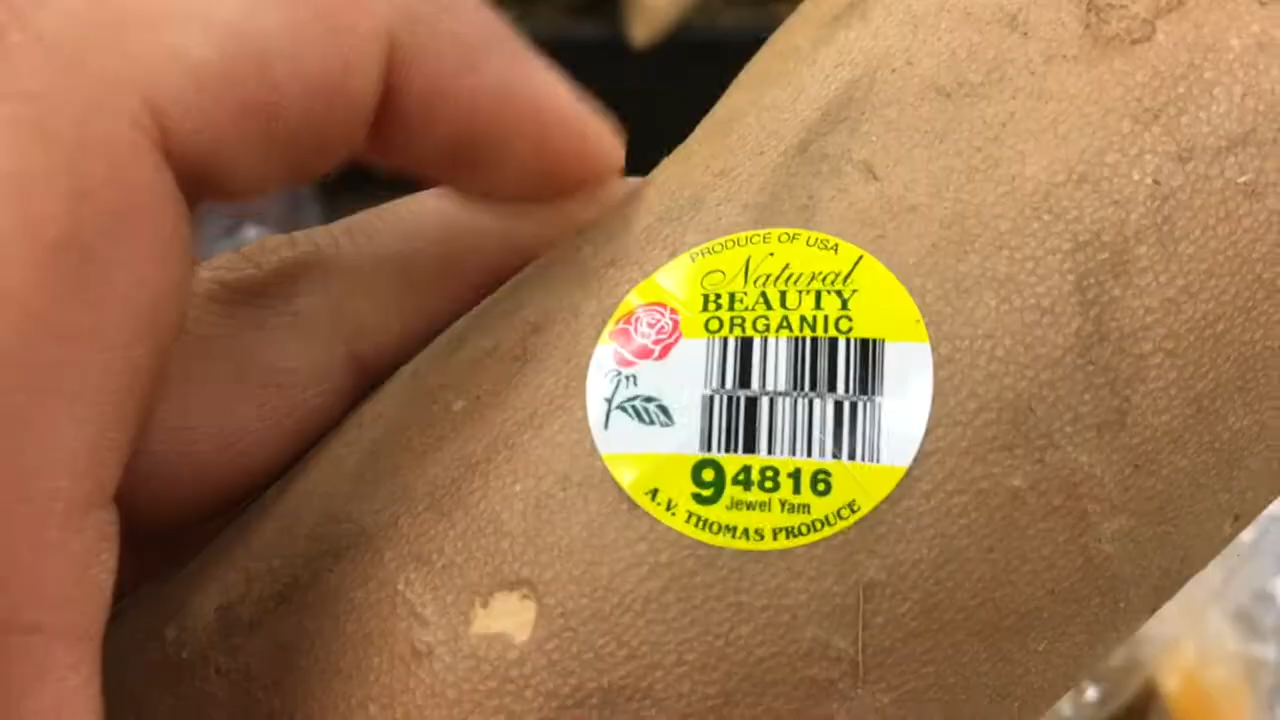 PRODUCE OF USA
Natural
BEAUTY
ORGANIC
94816
Jewel Yam
A.V. THOMAS PRODUCE